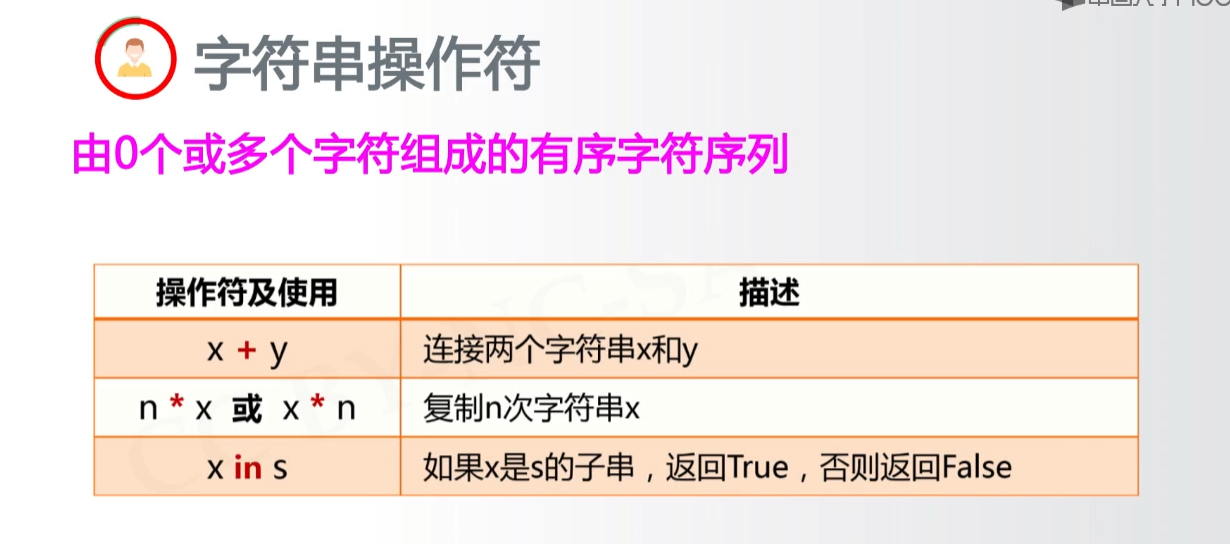 字符串操作符
由0个或多个字符组成的有序字符序列
操作符及使用 描述
x + y 连接两个字符串x和y
n * x 或 x * n 复制n次字符串x
x in s 如果x是s的子串，返回True，否则返回False